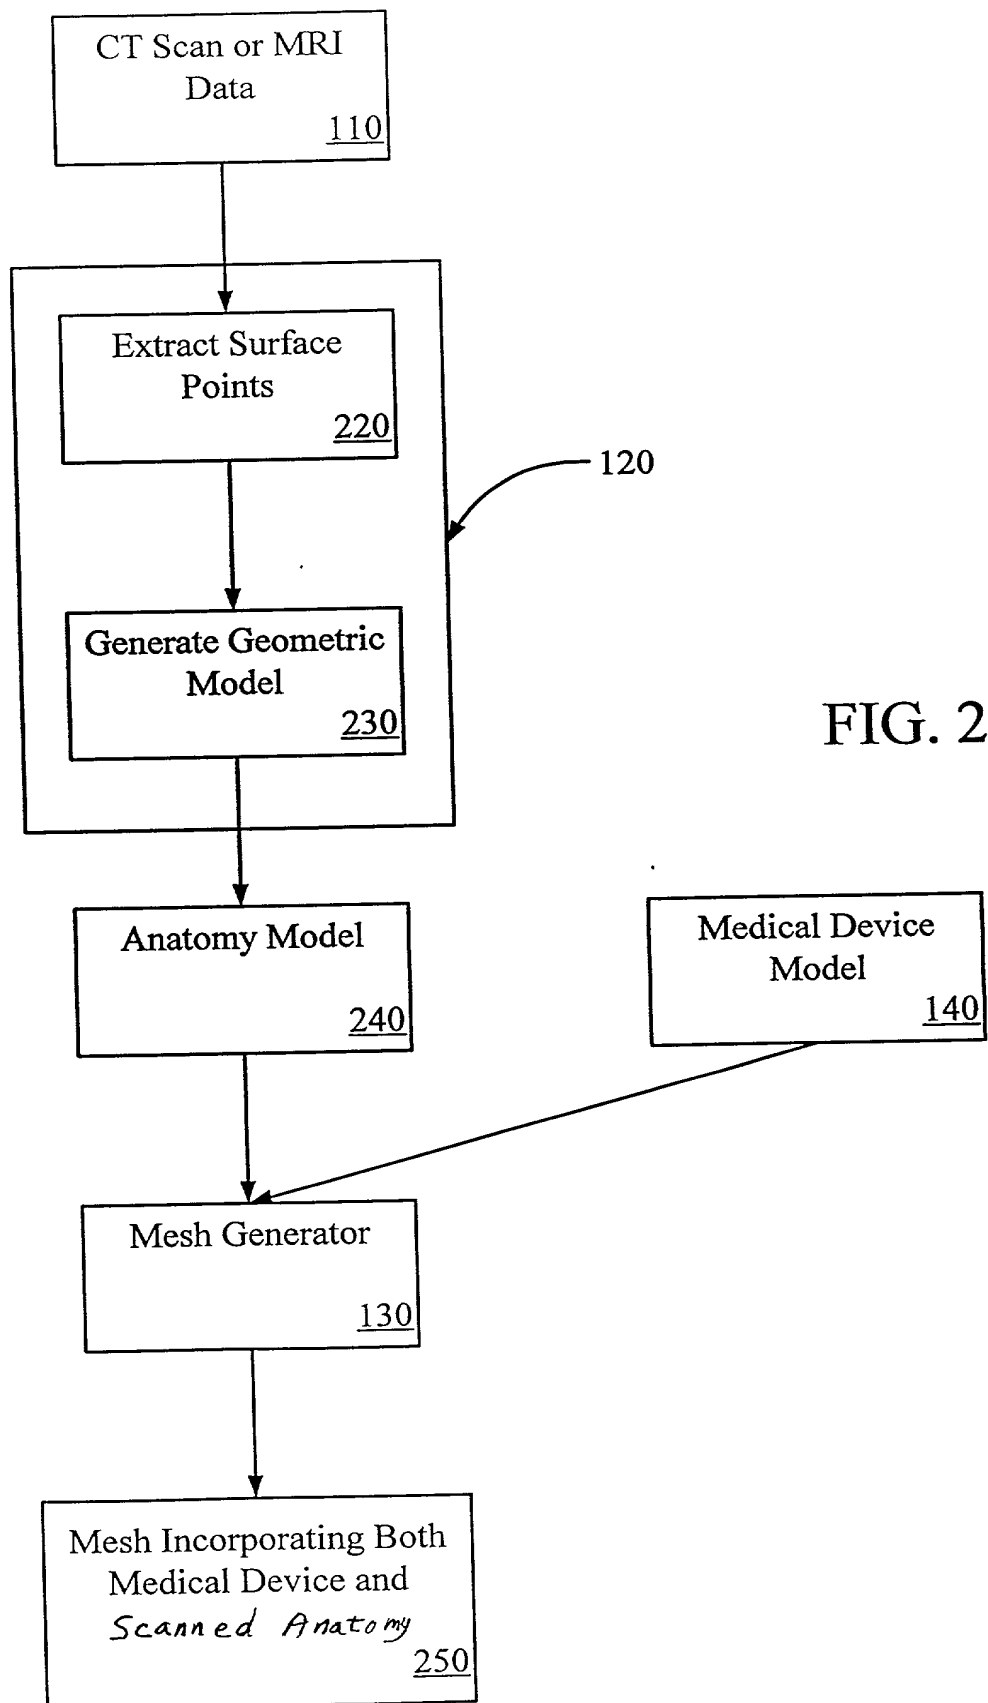 CT Scan or MRI
Data
110
Extract Surface
Points
220
120
Generate Geometric
Model
230
FIG. 2
Anatomy Model
240
Medical Device
Model
140
Mesh Generator
130
Mesh Incorporating Both
Medical Device and
Scanned Anatomy
250